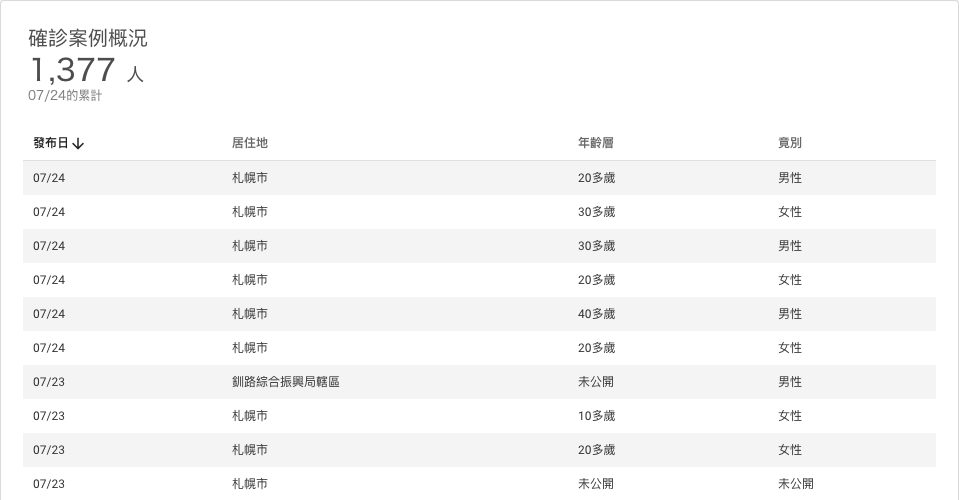 確診案例概況
1,377 人
07/24的累計
發布日↓ 居住地 年齡層 竟別
07/24 札幌市 20多歲 男性
07/24 札幌市 30多歲 女性
07/24 札幌市 30多歲 男性
07/24 札幌市 20多歲 女性
07/24 札幌市 40多歲 男性
07/24 札幌市 20多歲 女性
07/23 釧路綜合振興局轄區 未公開 男性
07/23 札幌市 10多歲 女性
07/23 札幌市 20多歲 女性
07/23 札幌市 未公開 未公開